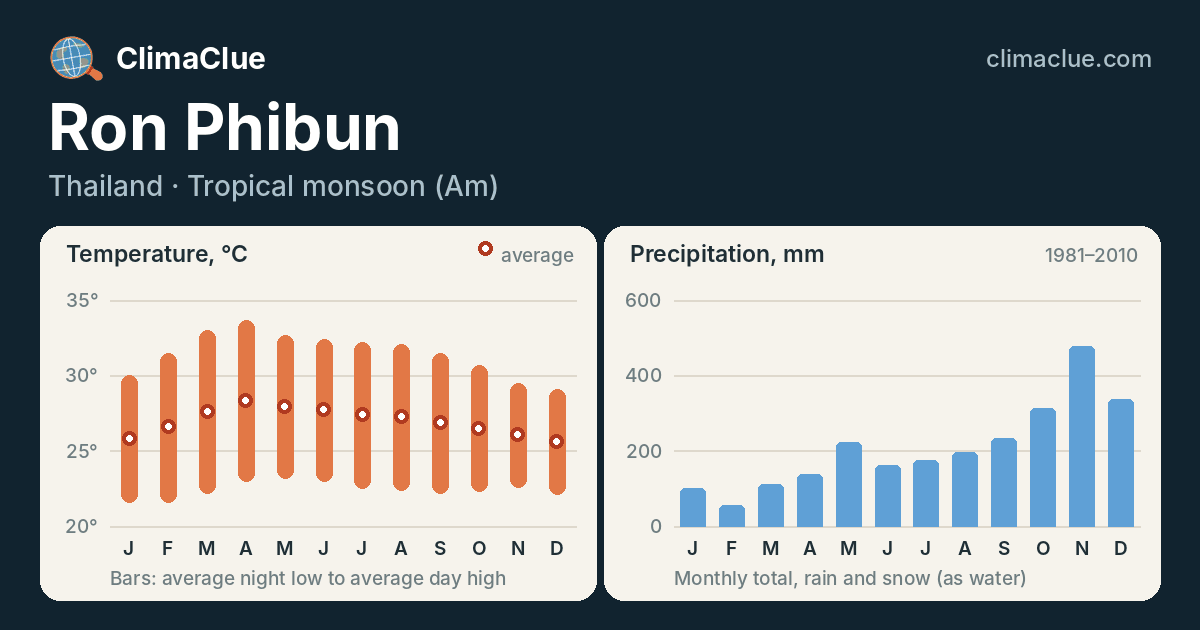 ClimaClue
climaclue.com
Ron Phibun
Thailand · Tropical monsoon (Am)
Temperature, °C
average
35°
30°
25°
20°
J F M A M J J A S O N D
Bars: average night low to average day high
Precipitation, mm
1981–2010
600
400
200
0
J F M A M J J A S O N D
Monthly total, rain and snow (as water)